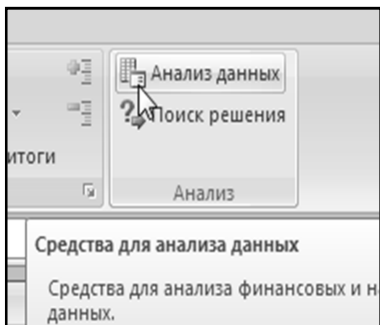 Анализ данных
Поиск решения
итоги
Анализ
Средства для анализа данных
Средства для анализа финансовых и
данных.